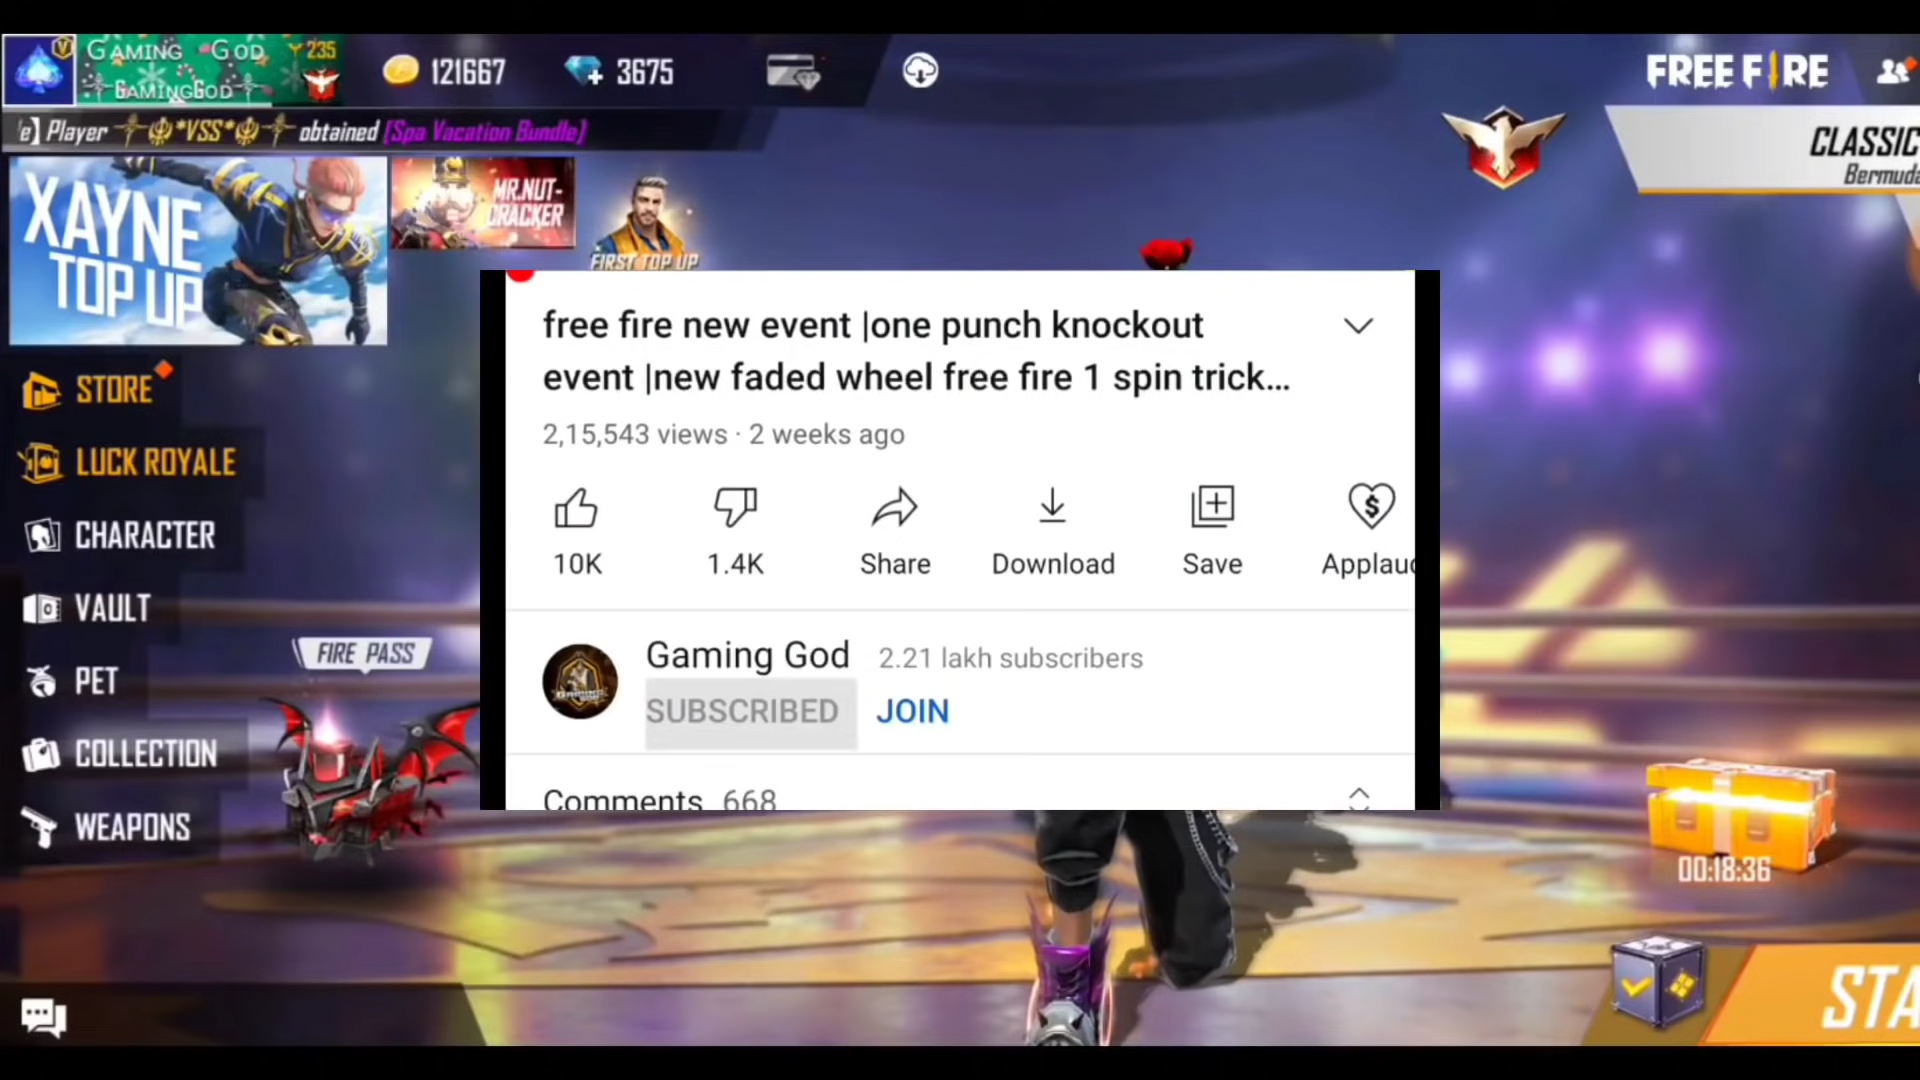 GAMING GOD
235
GAMINGGOD
121667
3675
FREE FIRE
'e] Player *VSS* obtained [Spa Vacation Bundle]
CLASSIC
Bermuda
XAYNE
TOP UP
MR.NUT-
CRACKER
FIRST TOP UP
STORE
LUCK ROYALE
CHARACTER
VAULT
PET
COLLECTION
WEAPONS
FIRE PASS
free fire new event |one punch knockout
event |new faded wheel free fire 1 spin trick...
2,15,543 views · 2 weeks ago
10K
1.4K
Share
Download
Save
Applaud
Gaming God 2.21 lakh subscribers
SUBSCRIBED JOIN
Comments 668
00:18:36
STA